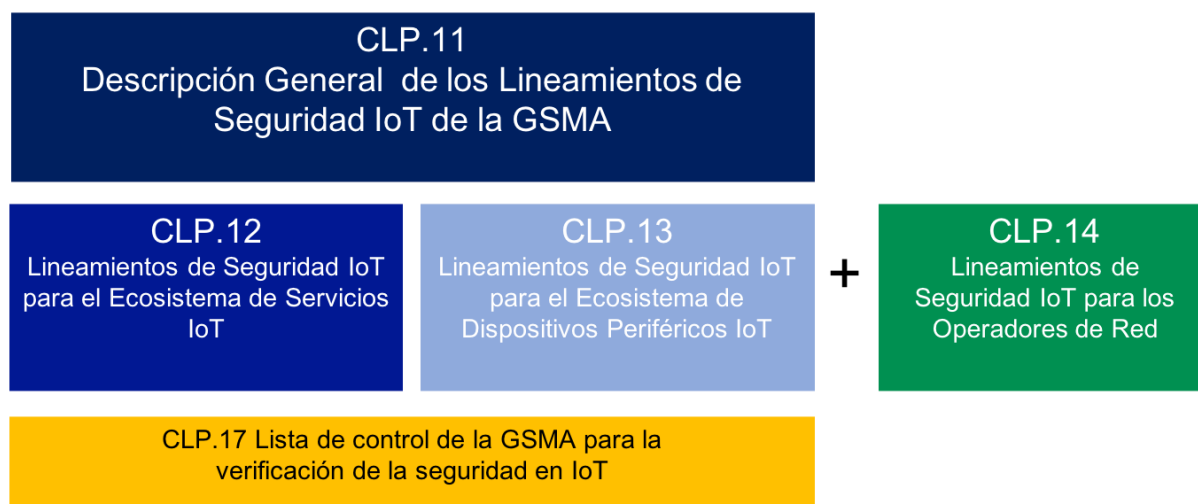 CLP.11
Descripción General de los Lineamientos de
Seguridad IoT de la GSMA
CLP.12
Lineamientos de Seguridad IoT
para el Ecosistema de Servicios
IoT
CLP.13
Lineamientos de Seguridad IoT
para el Ecosistema de
Dispositivos Periféricos IoT
+
CLP.14
Lineamientos de
Seguridad IoT para los
Operadores de Red
CLP.17 Lista de control de la GSMA para la
verificación de la seguridad en IoT